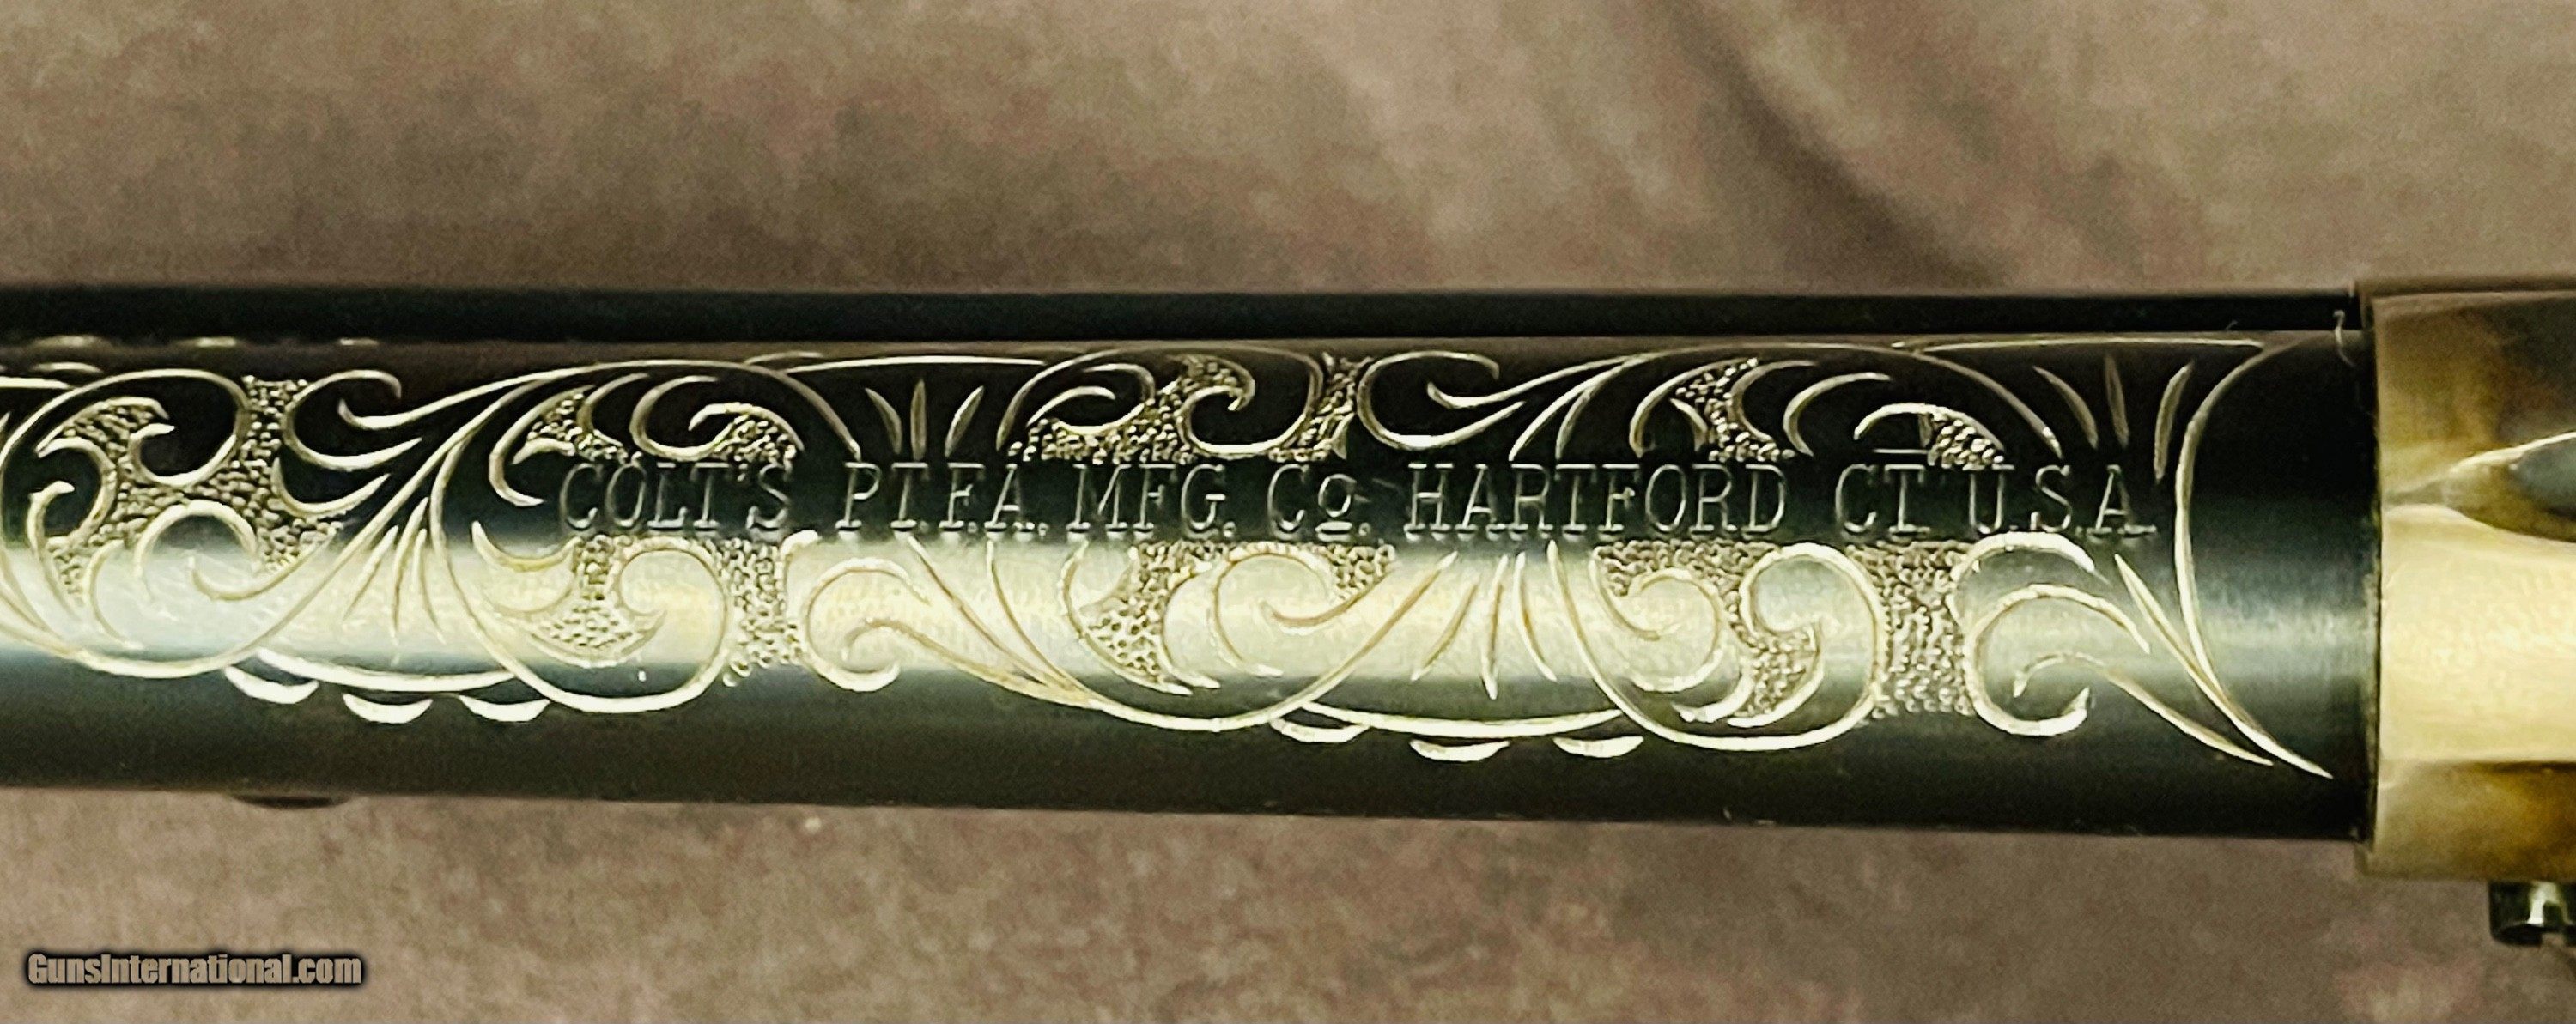 COLT'S PT.F.A. MFG. Co. HARTFORD CT. U.S.A.
GunsInternational.com